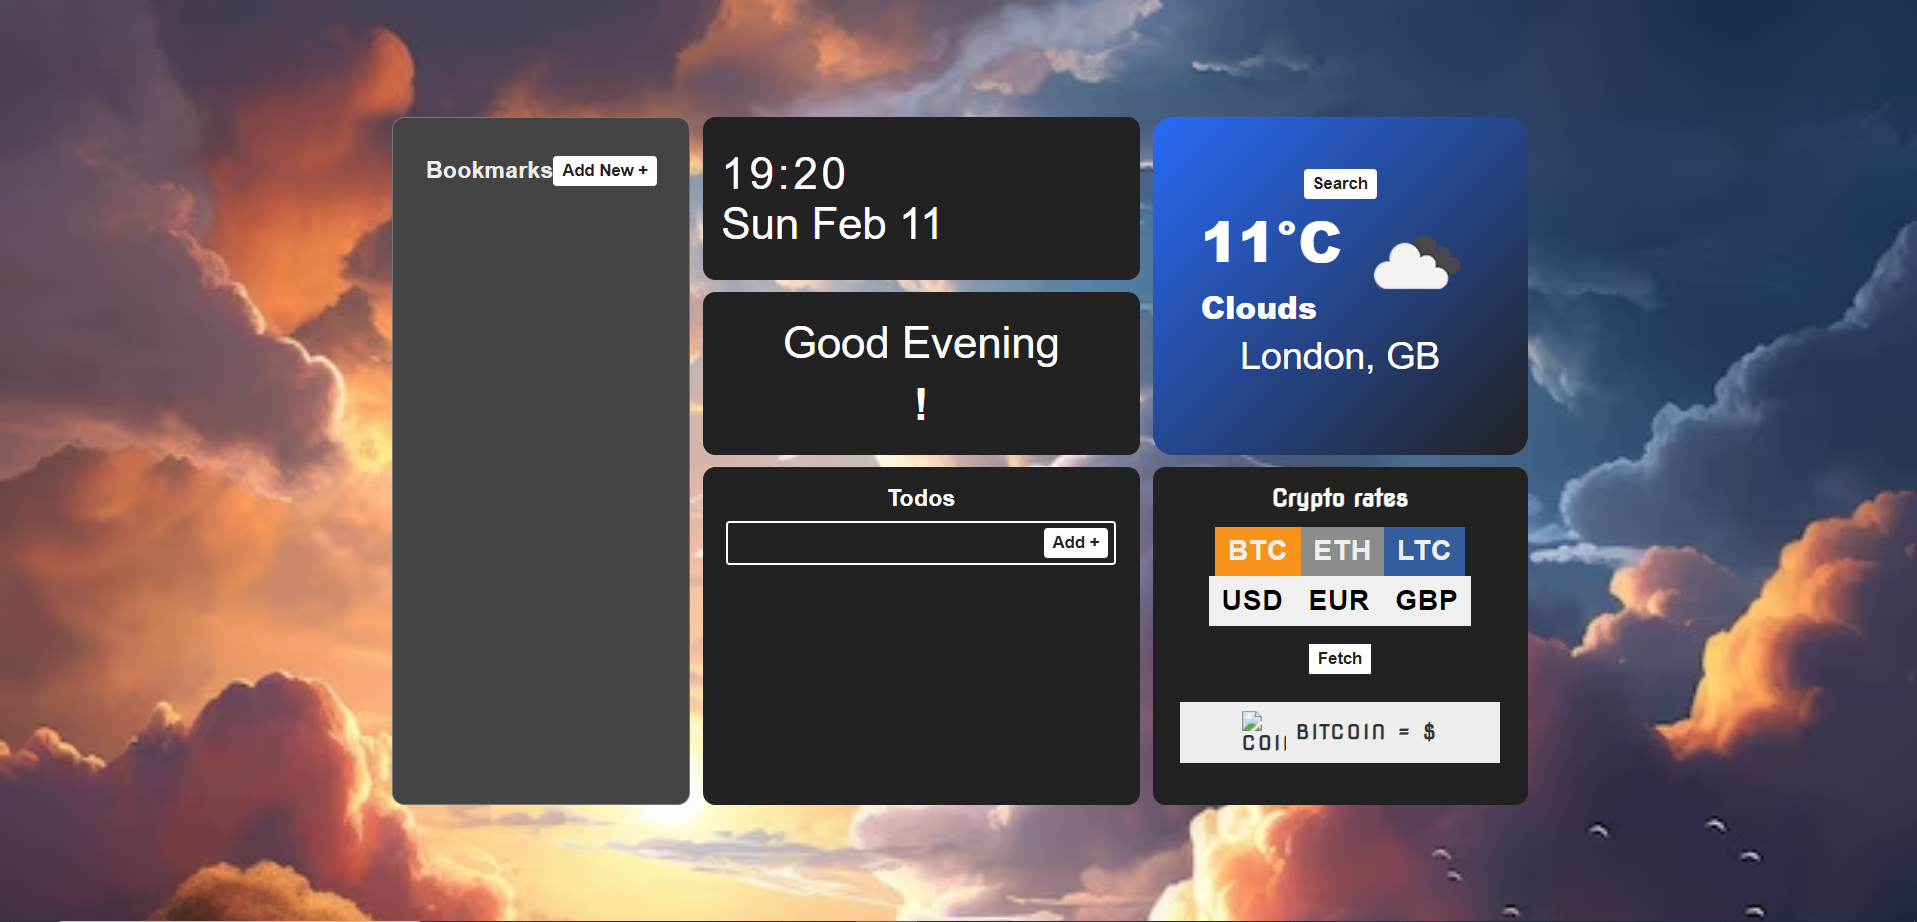 Bookmarks Add New +
19:20
Sun Feb 11
Good Evening
!
Todos
Add +
Search
11°C
Clouds
London, GB
Crypto rates
BTC ETH LTC
USD EUR GBP
Fetch
BITCOIN = $